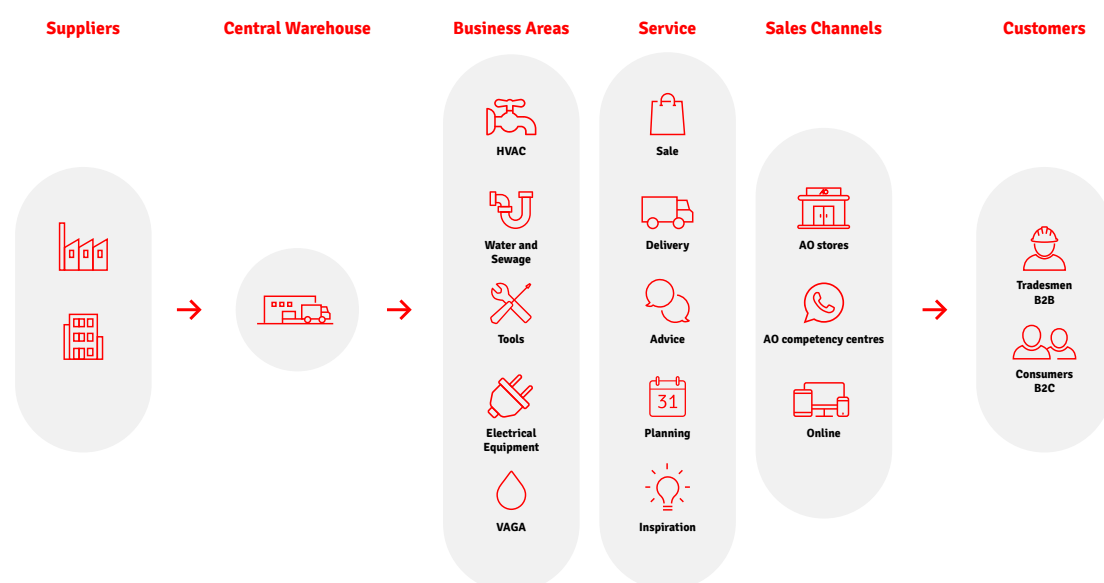 Suppliers
Central Warehouse
Business Areas
Service
Sales Channels
Customers
HVAC
Water and
Sewage
Tools
Electrical
Equipment
VAGA
Sale
Delivery
Advice
31
Planning
Inspiration
AO
AO stores
AO competency centres
Online
Tradesmen
B2B
Consumers
B2C